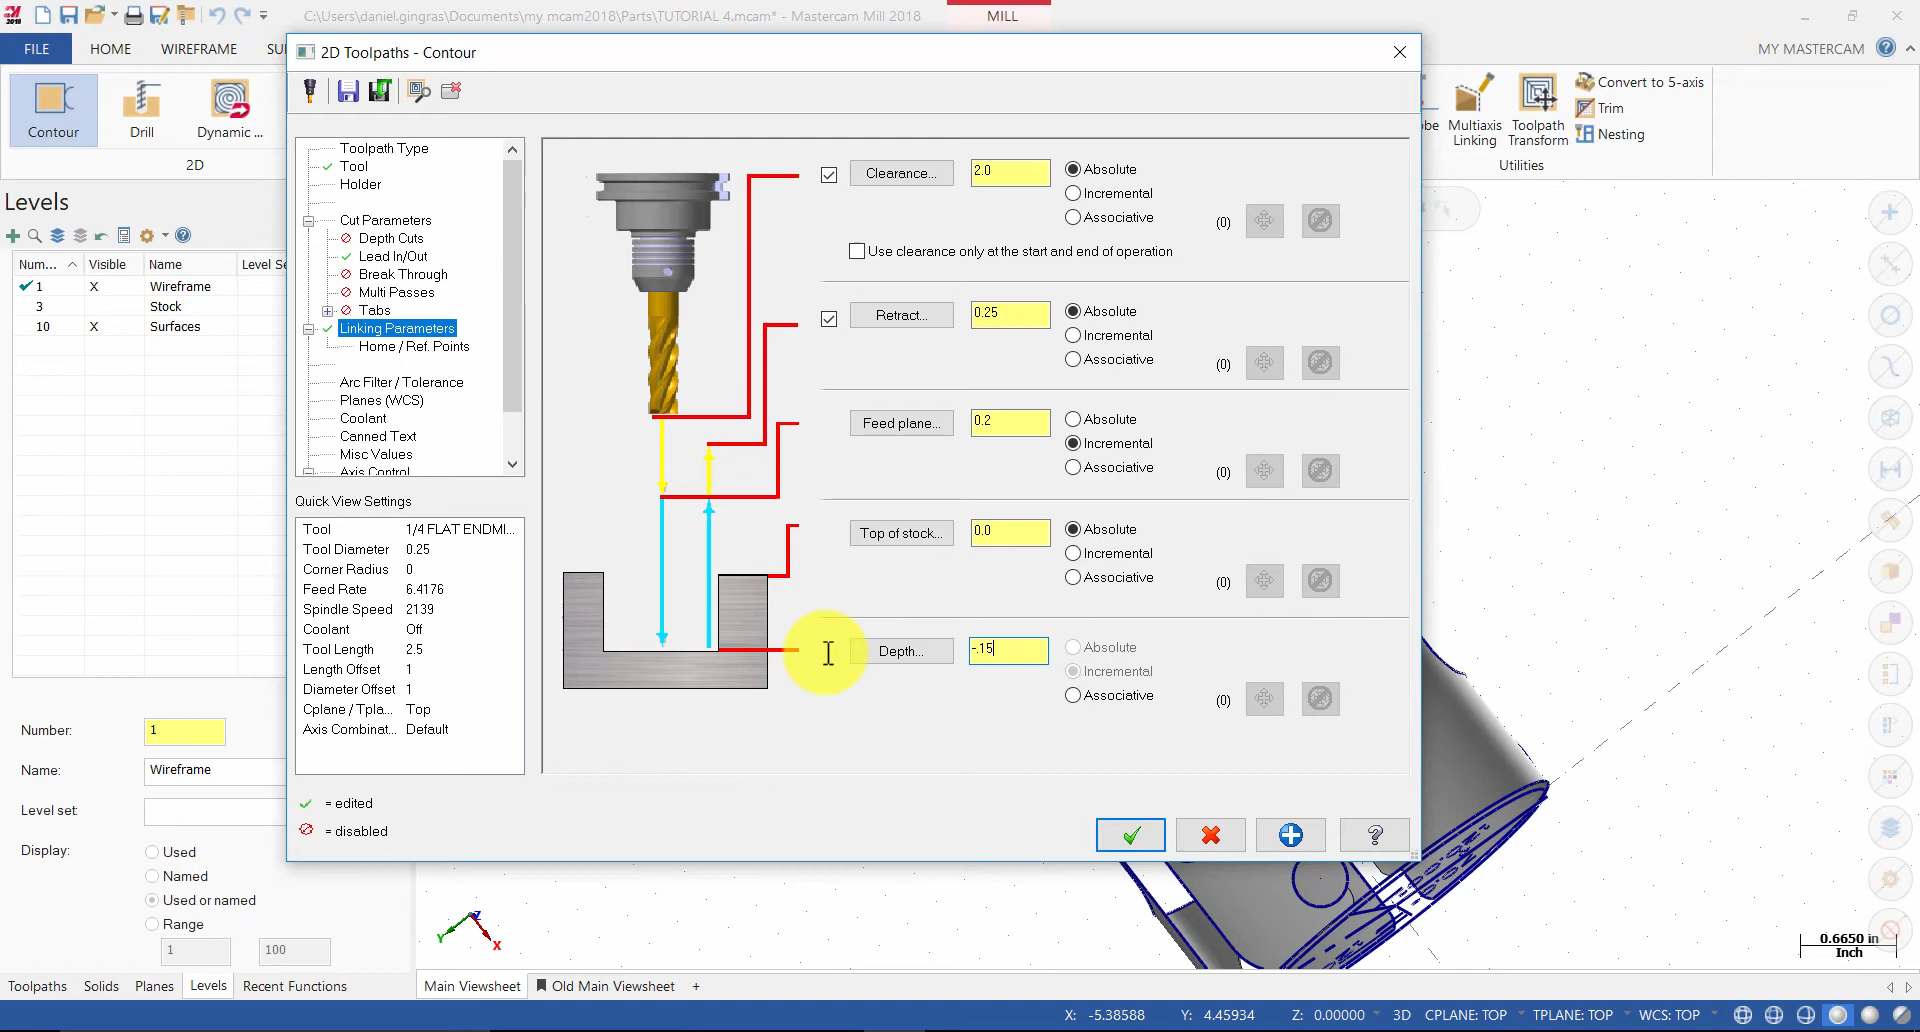 2018
C:\Users\daniel.gingras\Documents\my mcam2018\Parts\TUTORIAL 4.mcam* - Mastercam Mill 2018
MILL
FILE
HOME
WIREFRAME
MY MASTERCAM
2D Toolpaths - Contour
Contour
Drill
Dynamic ...
2D
Multiaxis
Linking
Toolpath
Transform
Convert to 5-axis
Trim
Nesting
Utilities
Levels
Num...
Visible
Name
1 X Wireframe
3 Stock
10 X Surfaces
Number:
1
Name:
Wireframe
Level set:
Display:
Used
Named
Used or named
Range
1
100
Toolpath Type
Tool
Holder
Cut Parameters
Depth Cuts
Lead In/Out
Break Through
Multi Passes
Tabs
Linking Parameters
Home / Ref. Points
Arc Filter / Tolerance
Planes (WCS)
Coolant
Canned Text
Misc Values
Axis Control
Quick View Settings
Tool 1/4 FLAT ENDMI...
Tool Diameter 0.25
Corner Radius 0
Feed Rate 6.4176
Spindle Speed 2139
Coolant Off
Tool Length 2.5
Length Offset 1
Diameter Offset 1
Cplane / Tpla... Top
Axis Combinat... Default
= edited
= disabled
Clearance...
2.0
Absolute
Incremental
Associative
(0)
Use clearance only at the start and end of operation
Retract...
0.25
Absolute
Incremental
Associative
(0)
Feed plane...
0.2
Absolute
Incremental
Associative
(0)
Top of stock...
0.0
Absolute
Incremental
Associative
(0)
Depth...
-.15
Absolute
Incremental
Associative
(0)
0.6650 in
Inch
Z
Y
X
Toolpaths
Solids
Planes
Levels
Recent Functions
Main Viewsheet
Old Main Viewsheet
+
X: -5.38588
Y: 4.45934
Z: 0.00000
3D
CPLANE: TOP
TPLANE: TOP
WCS: TOP